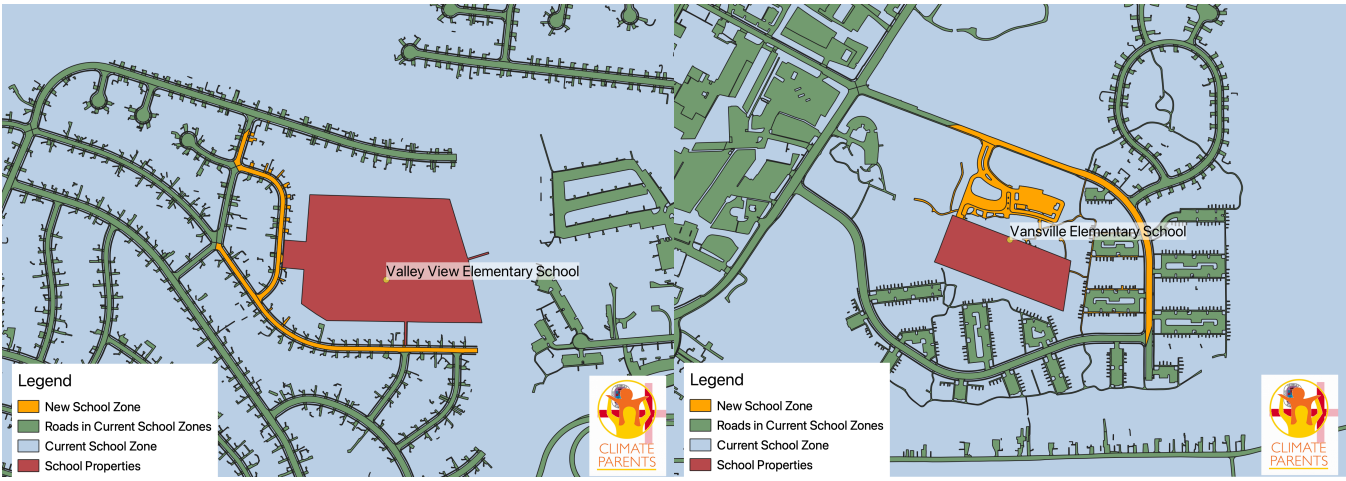 Valley View Elementary School
Legend
New School Zone
Roads in Current School Zones
Current School Zone
School Properties
CLIMATE
PARENTS
Vansville Elementary School
Legend
New School Zone
Roads in Current School Zones
Current School Zone
School Properties
CLIMATE
PARENTS